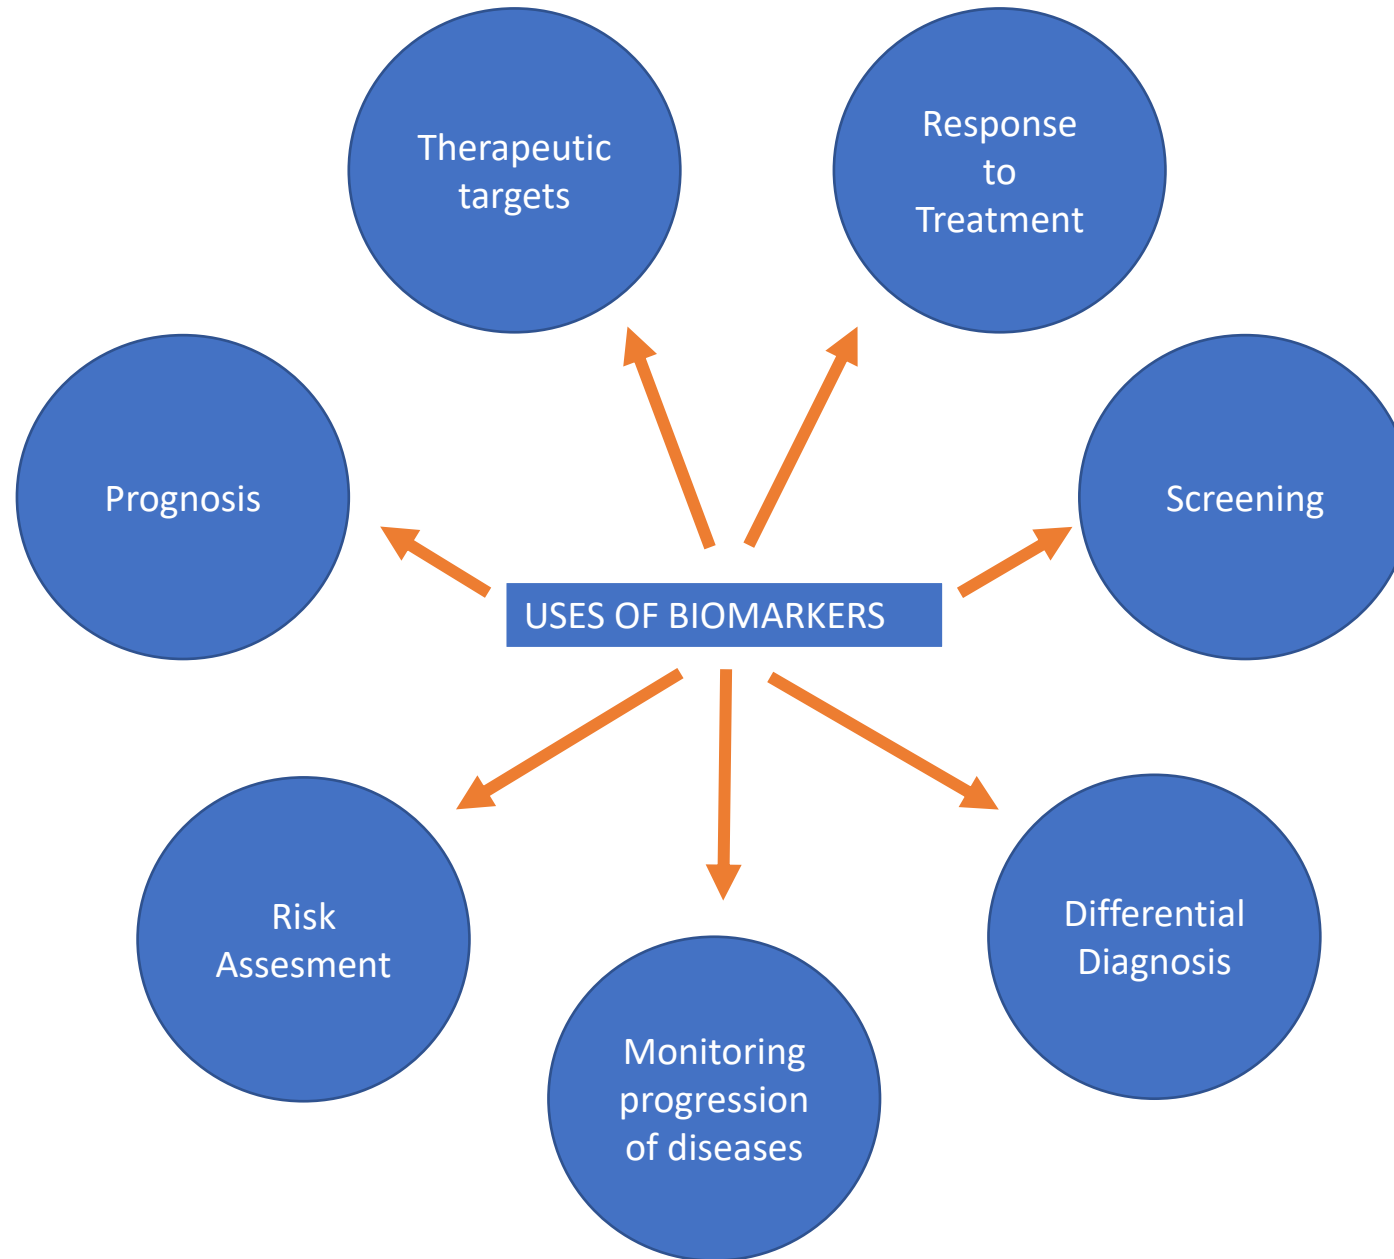 Therapeutic
targets
Response
to
Treatment
Prognosis
Screening
USES OF BIOMARKERS
Risk
Assesment
Differential
Diagnosis
Monitoring
progression
of diseases